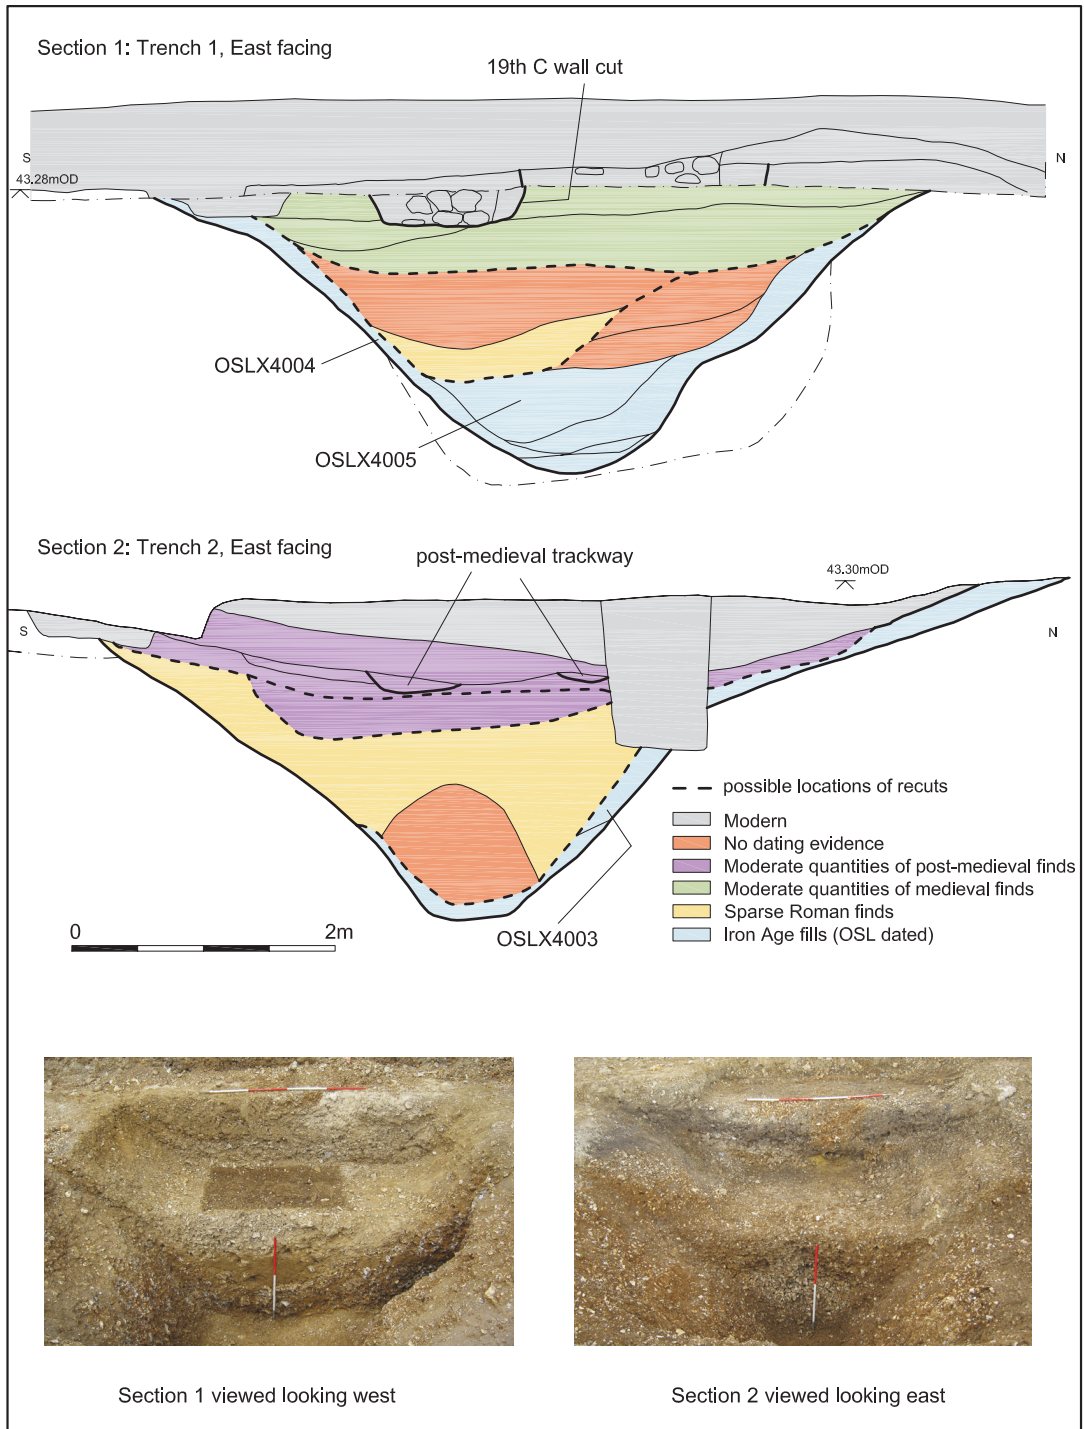 Section 1: Trench 1, East facing
19th C wall cut
S
N
43.28mOD
OSLX4004
OSLX4005
Section 2: Trench 2, East facing
post-medieval trackway
43.30mOD
S
N
possible locations of recuts
Modern
No dating evidence
Moderate quantities of post-medieval finds
Moderate quantities of medieval finds
Sparse Roman finds
Iron Age fills (OSL dated)
OSLX4003
0 2m
Section 1 viewed looking west
Section 2 viewed looking east